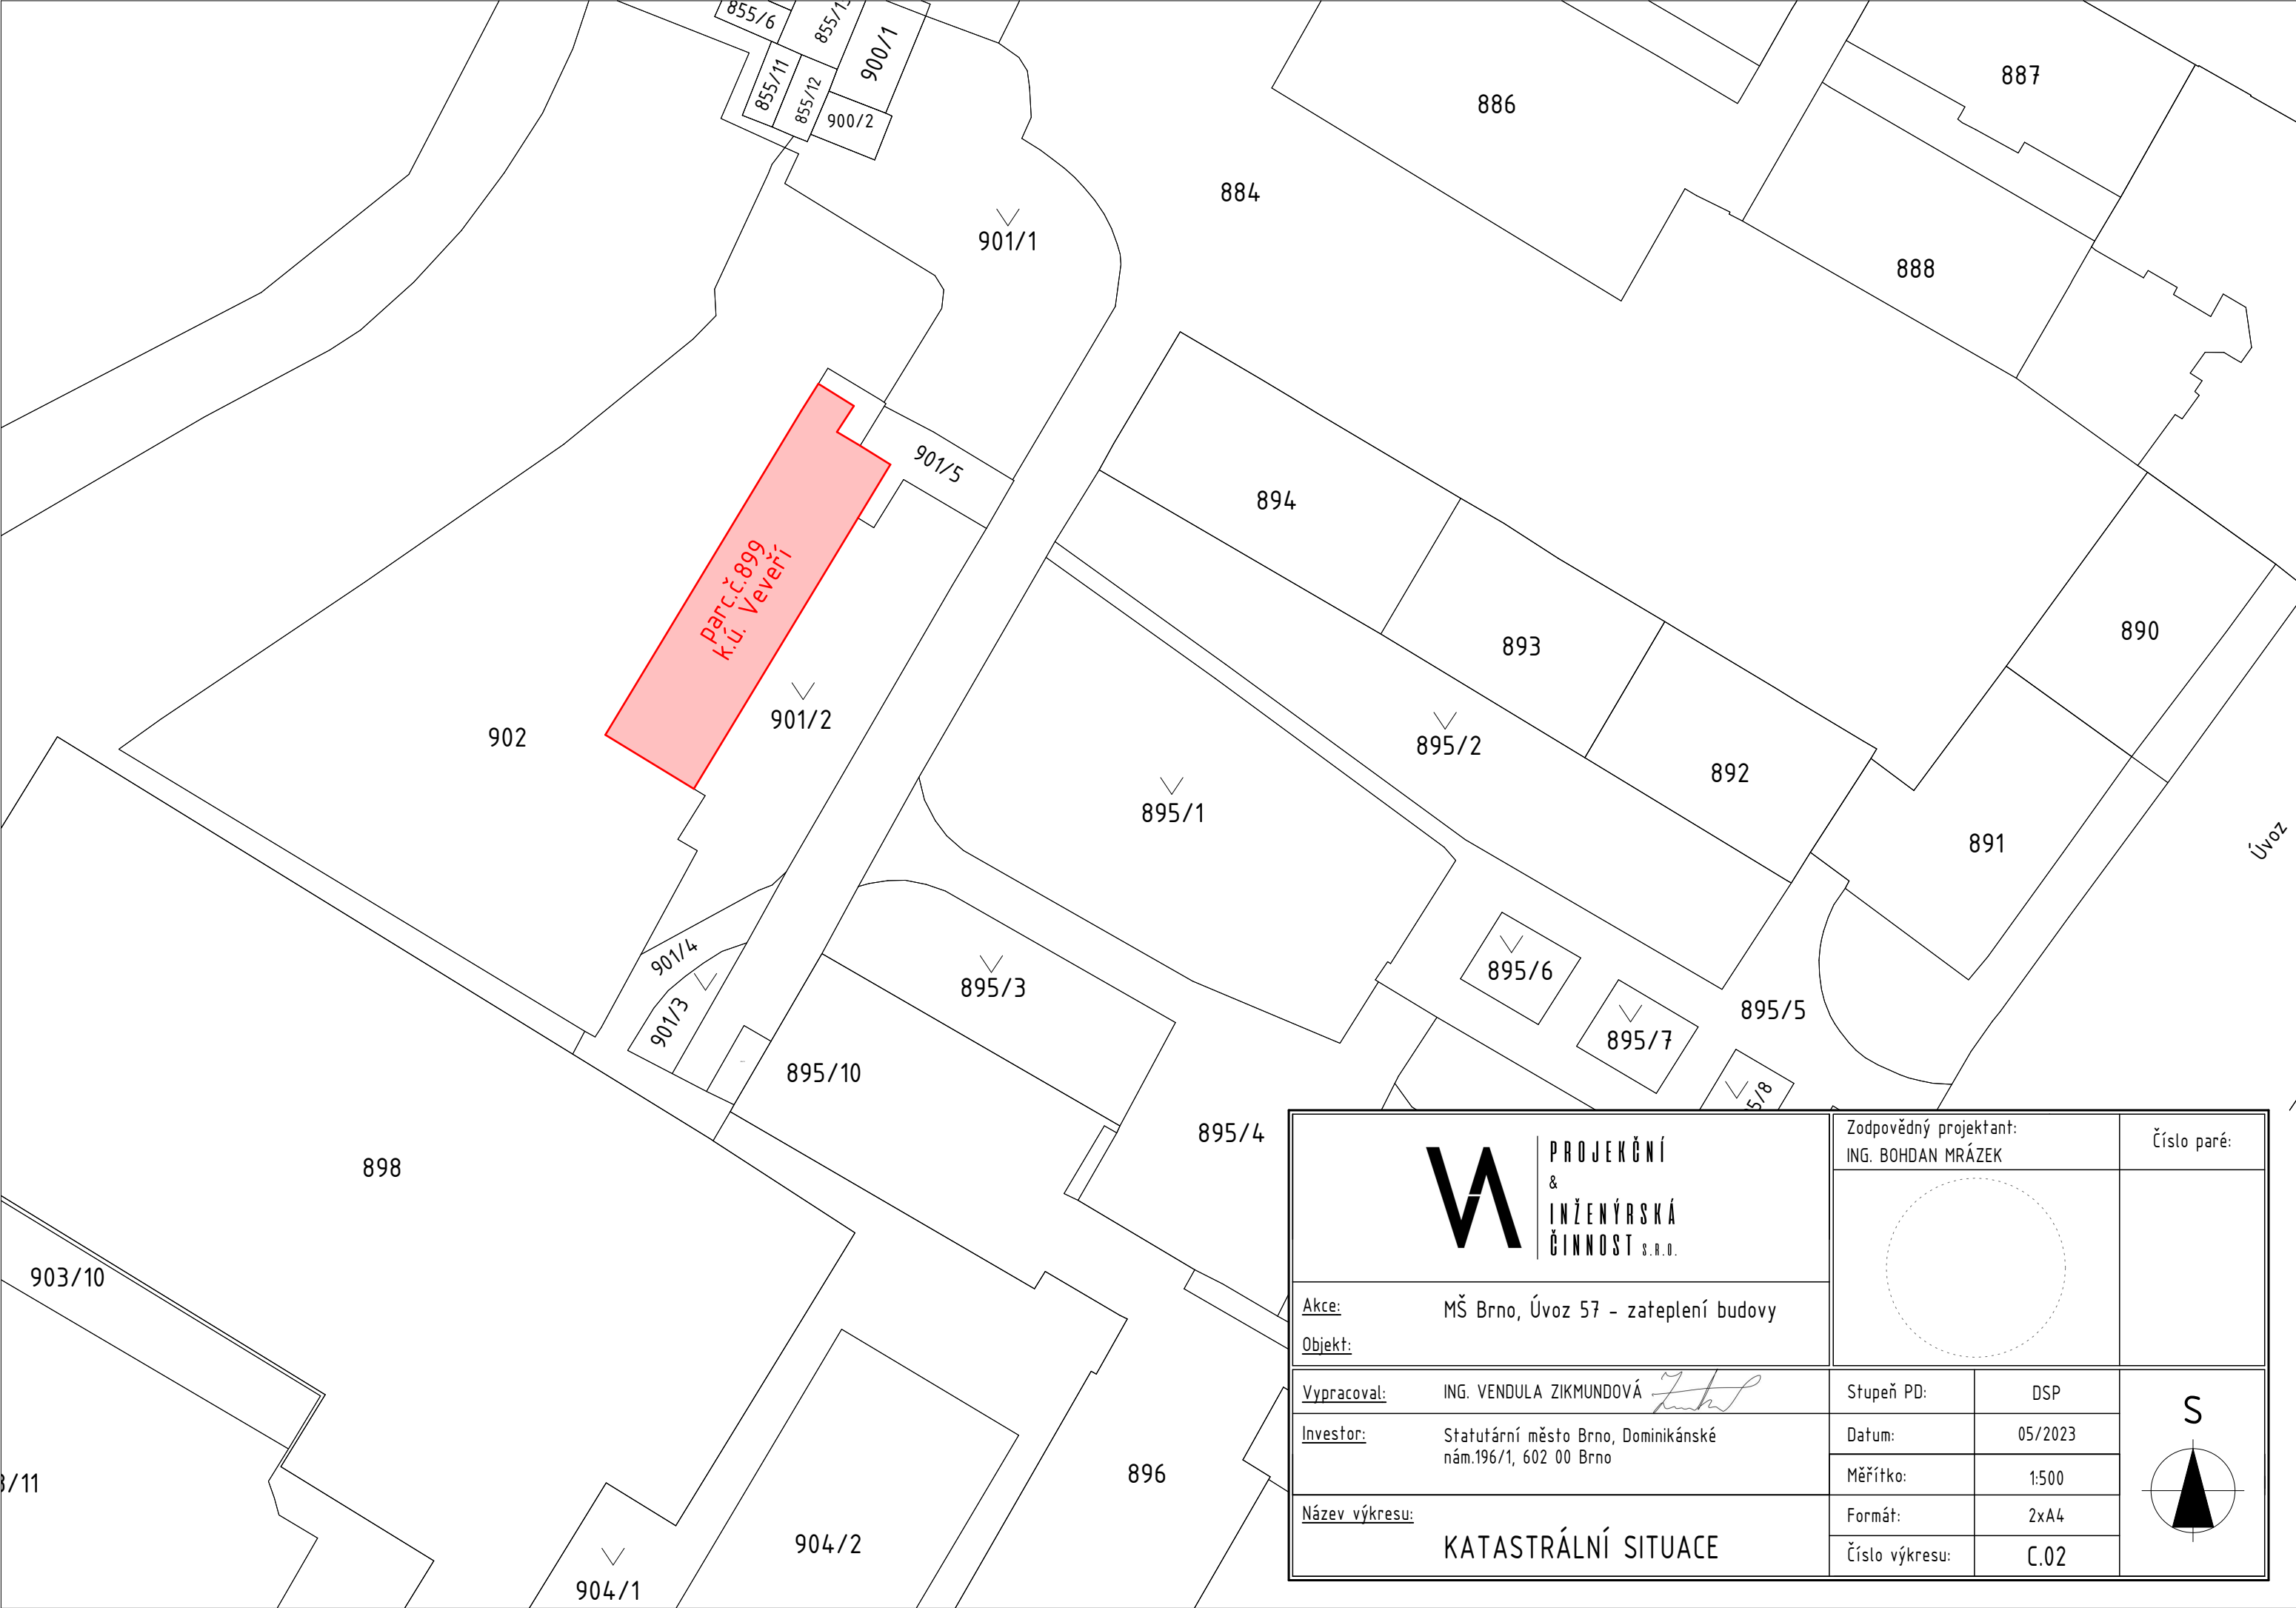 855/6
900/1
855/11
855/12
900/2
887
886
884
901/1
888
901/5
894
parc.č.899
k.ú. Veveří
893
890
901/2
902
895/2
892
895/1
891
Úvoz
901/4
895/3
895/6
901/3
895/7
895/5
895/10
5/8
895/4
898
903/10
896
3/11
904/2
904/1
PROJEKČNÍ
&
INŽENÝRSKÁ
ČINNOST S.R.O.
Zodpovědný projektant:
ING. BOHDAN MRÁZEK
Číslo paré:
Akce: MŠ Brno, Úvoz 57 - zateplení budovy
Objekt:
Vypracoval: ING. VENDULA ZIKMUNDOVÁ
Investor: Statutární město Brno, Dominikánské
nám.196/1, 602 00 Brno
Název výkresu:
KATASTRÁLNÍ SITUACE
Stupeň PD: DSP
Datum: 05/2023
Měřítko: 1:500
Formát: 2xA4
Číslo výkresu: C.02
S